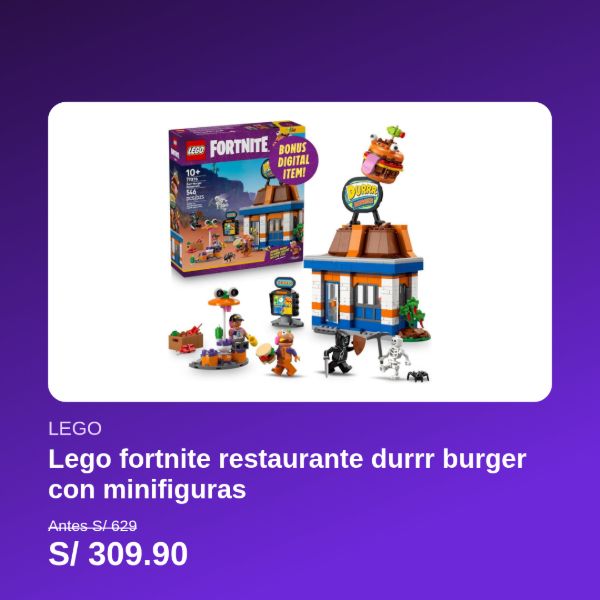 LEGO FORTNITE
BONUS
DIGITAL
ITEM!
10+
546
DURRR
LEGO
Lego fortnite restaurante durrr burger
con minifiguras
Antes S/ 629
S/ 309.90